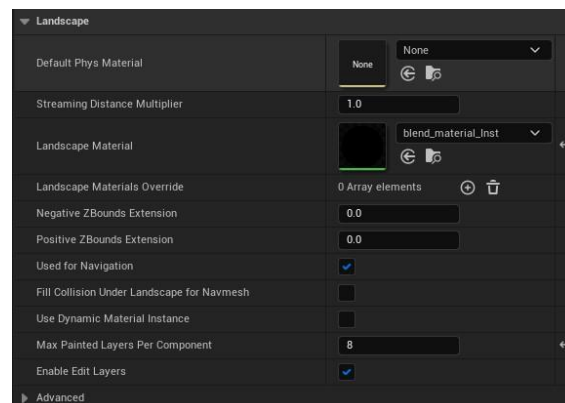 Landscape
Default Phys Material
None
None
Streaming Distance Multiplier
1.0
Landscape Material
blend_material_Inst
Landscape Materials Override
0 Array elements
Negative ZBounds Extension
0.0
Positive ZBounds Extension
0.0
Used for Navigation
Fill Collision Under Landscape for Navmesh
Use Dynamic Material Instance
Max Painted Layers Per Component
8
Enable Edit Layers
Advanced